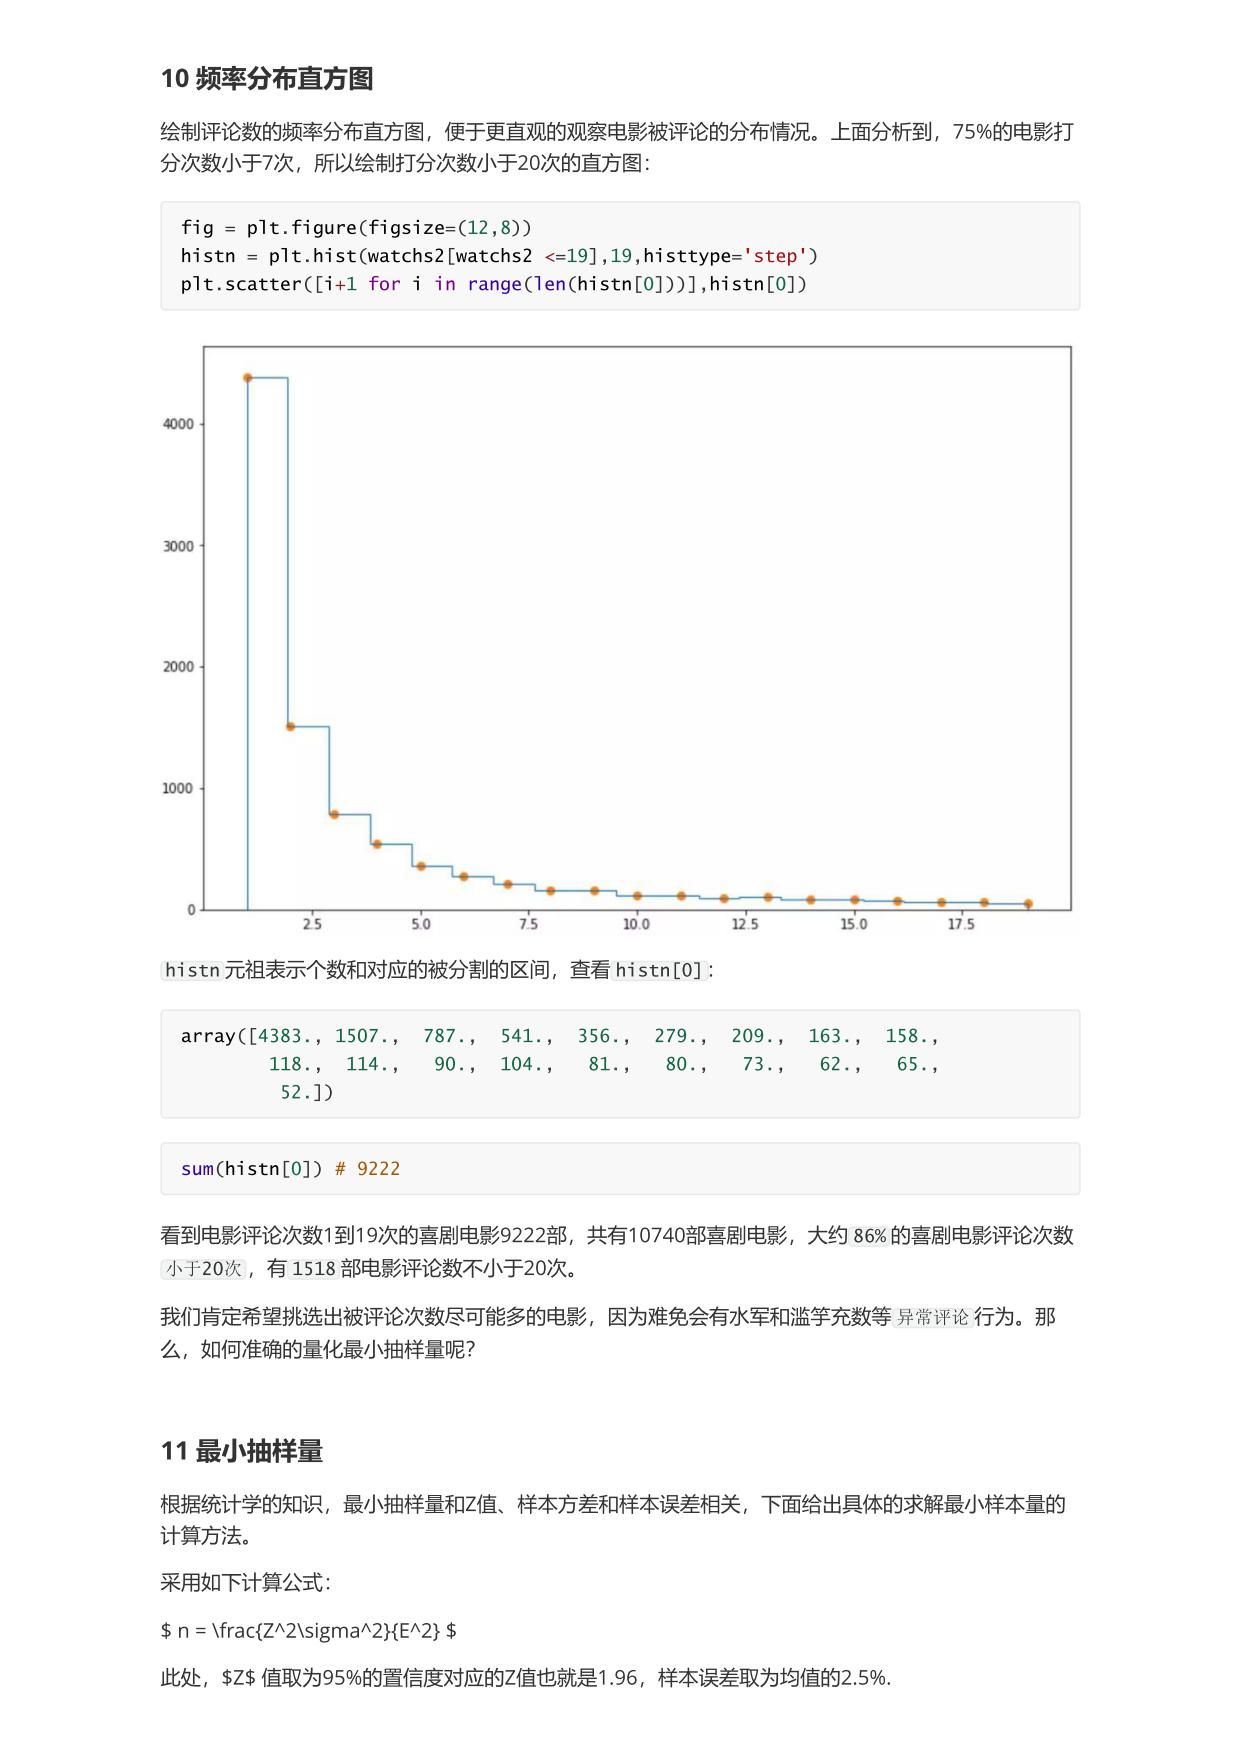 10 频率分布直方图
绘制评论数的频率分布直方图，便于更直观的观察电影被评论的分布情况。上面分析到，75%的电影打
分次数小于7次，所以绘制打分次数小于20次的直方图：
fig = plt.figure(figsize=(12,8))
histn = plt.hist(watchs2[watchs2 <=19],19,histtype='step')
plt.scatter([i+1 for i in range(len(histn[0]))],histn[0])
4000
3000
2000
1000
0
2.5 5.0 7.5 10.0 12.5 15.0 17.5
histn元祖表示个数和对应的被分割的区间，查看histn[0]：
array([4383., 1507., 787., 541., 356., 279., 209., 163., 158.,
118., 114., 90., 104., 81., 80., 73., 62., 65.,
52.])
sum(histn[0]) # 9222
看到电影评论次数1到19次的喜剧电影9222部，共有10740部喜剧电影，大约86%的喜剧电影评论次数
小于20次，有1518部电影评论数不小于20次。
我们肯定希望挑选出被评论次数尽可能多的电影，因为难免会有水军和滥竽充数等异常评论行为。那
么，如何准确的量化最小抽样量呢？
11 最小抽样量
根据统计学的知识，最小抽样量和Z值、样本方差和样本误差相关，下面给出具体的求解最小样本量的
计算方法。
采用如下计算公式：
$ n = \frac{Z^2\sigma^2}{E^2} $
此处，$Z$ 值取为95%的置信度对应的Z值也就是1.96，样本误差取为均值的2.5%.